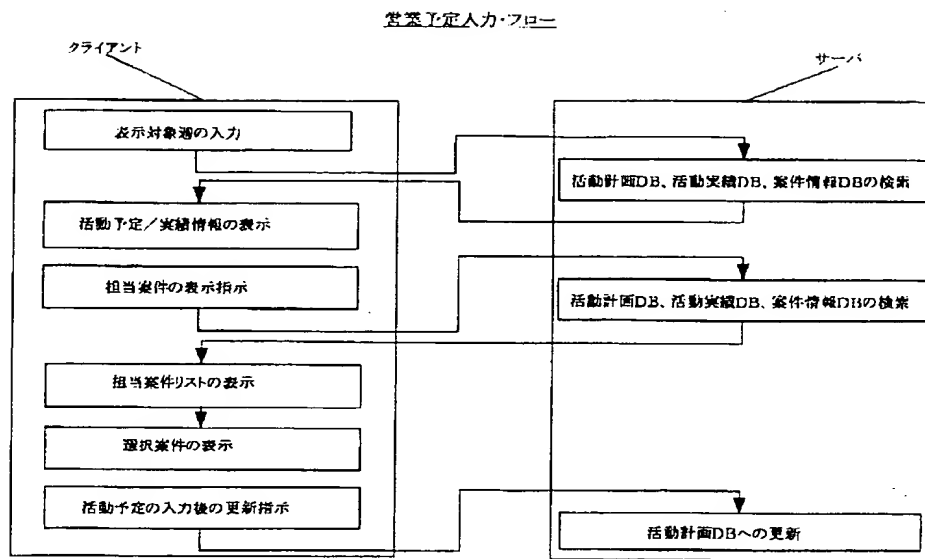 営業予定入力・フロー
クライアント
サーバ
表示対象週の入力
活動計画DB、活動実績DB、案件情報DBの検索
活動予定／実績情報の表示
担当案件の表示指示
活動計画DB、活動実績DB、案件情報DBの検索
担当案件リストの表示
選択案件の表示
活動予定の入力後の更新指示
活動計画DBへの更新